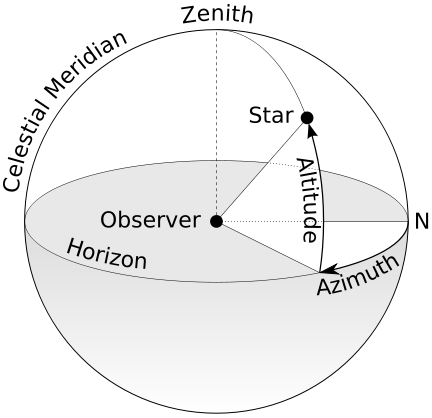 Zenith
Celestial Meridian
Star
Altitude
Observer
N
Horizon
Azimuth